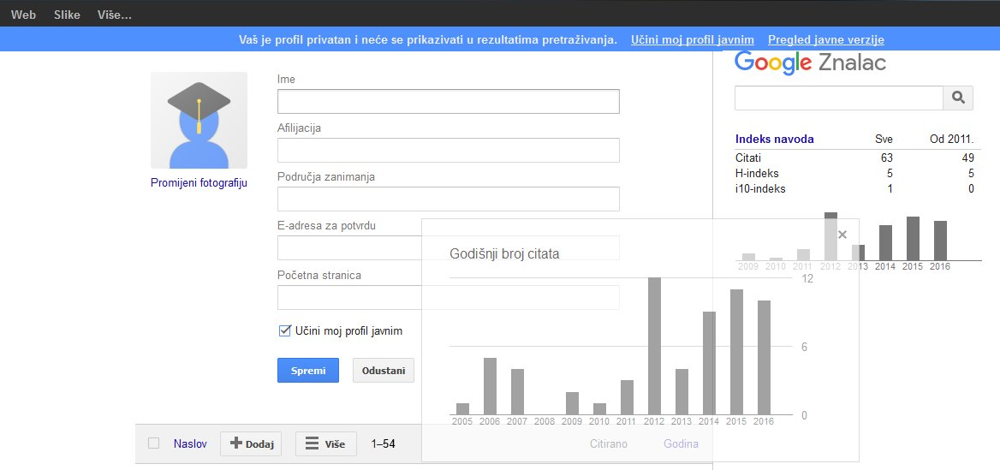 Web Slike Više...
Vaš je profil privatan i neće se prikazivati u rezultatima pretraživanja. Učini moj profil javnim Pregled javne verzije
Promijeni fotografiju
Ime
Afilijacija
Područja zanimanja
E-adresa za potvrdu
Početna stranica
Učini moj profil javnim
Spremi Odustani
Naslov Dodaj Više 1–54
Google Znalac
Indeks navoda Sve Od 2011.
Citati 63 49
H-indeks 5 5
i10-indeks 1 0
2009 2010 2011 2012 2013 2014 2015 2016
×
Godišnji broj citata
12
6
0
2005 2006 2007 2008 2009 2010 2011 2012 2013 2014 2015 2016
Citirano Godina